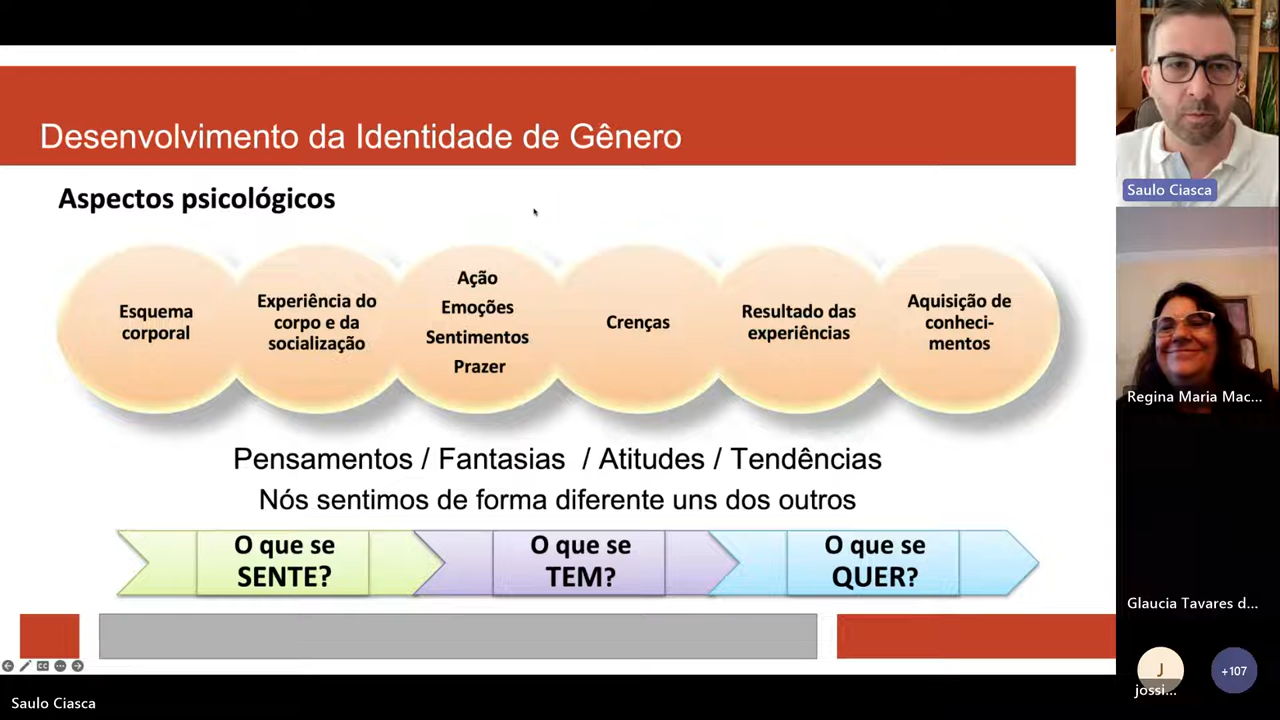 Desenvolvimento da Identidade de Gênero
Aspectos psicológicos
Esquema
corporal
Experiência do
corpo e da
socialização
Ação
Emoções
Sentimentos
Prazer
Crenças
Resultado das
experiências
Aquisição de
conheci-
mentos
Pensamentos / Fantasias / Atitudes / Tendências
Nós sentimos de forma diferente uns dos outros
O que se
SENTE?
O que se
TEM?
O que se
QUER?
Saulo Ciasca
Saulo Ciasca
Regina Maria Mac...
Glaucia Tavares d...
J
jossi...
+107